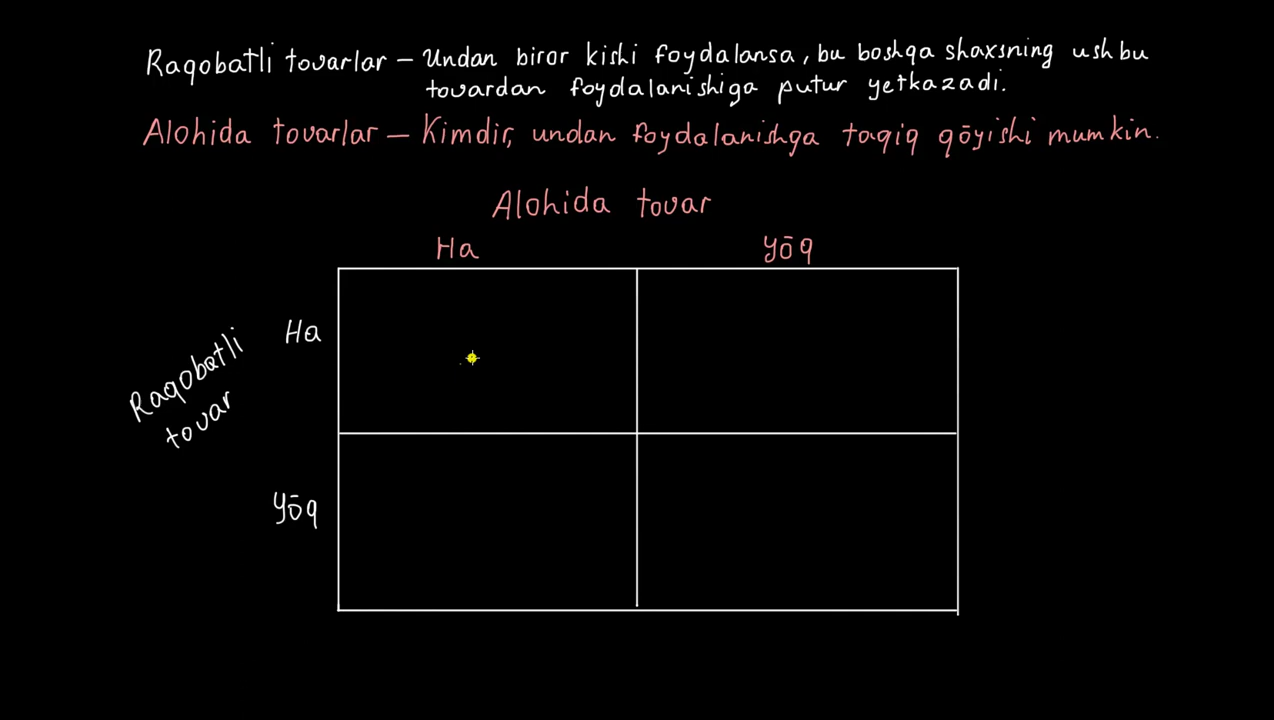 Raqobatli tovarlar – Undan biror kishi foydalansa, bu boshqa shaxsning ushbu
tovardan foydalanishiga putur yetkazadi.
Alohida tovarlar – Kimdir, undan foydalanishga taqiq qōyishi mumkin.
Alohida tovar
Ha Yōq
Ha
Raqobatli
tovar
Yōq